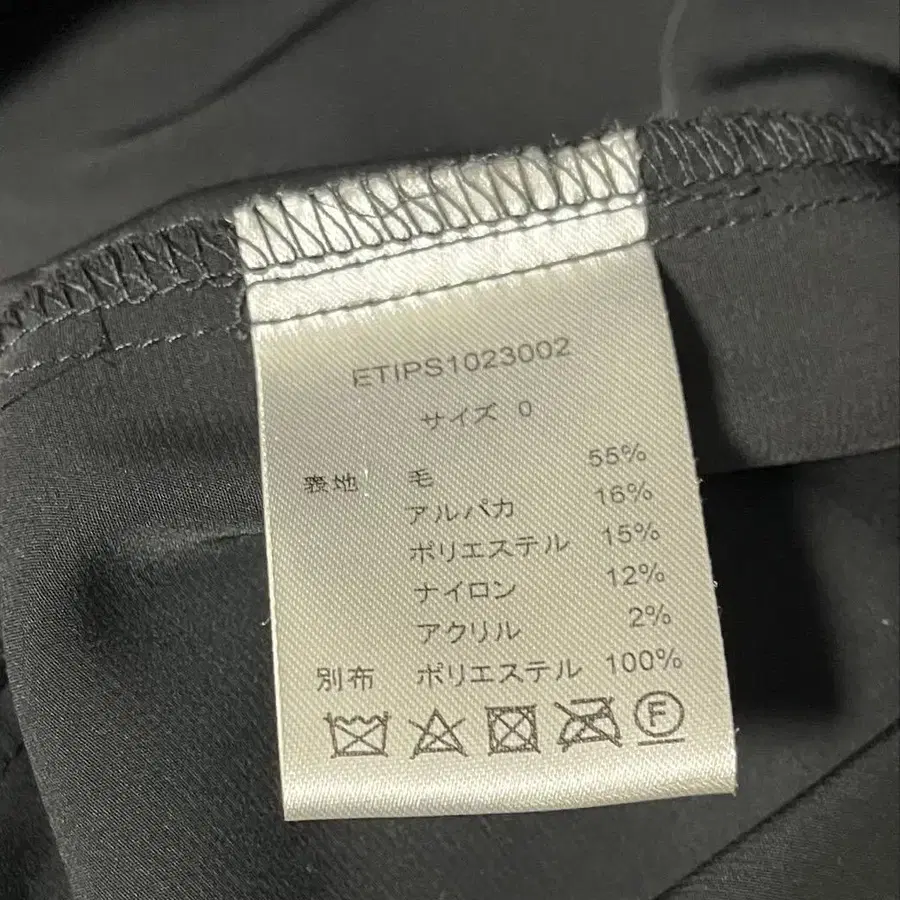 ETIPS1023002
サイズ 0
表地 毛 55%
アルパカ 16%
ポリエステル 15%
ナイロン 12%
アクリル 2%
別布 ポリエステル 100%
F